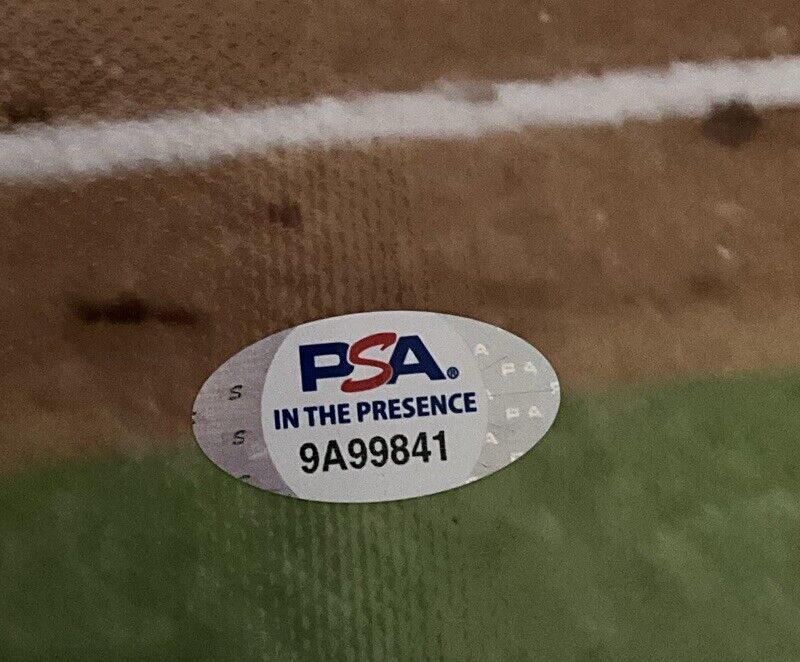 PSA®
IN THE PRESENCE
9A99841